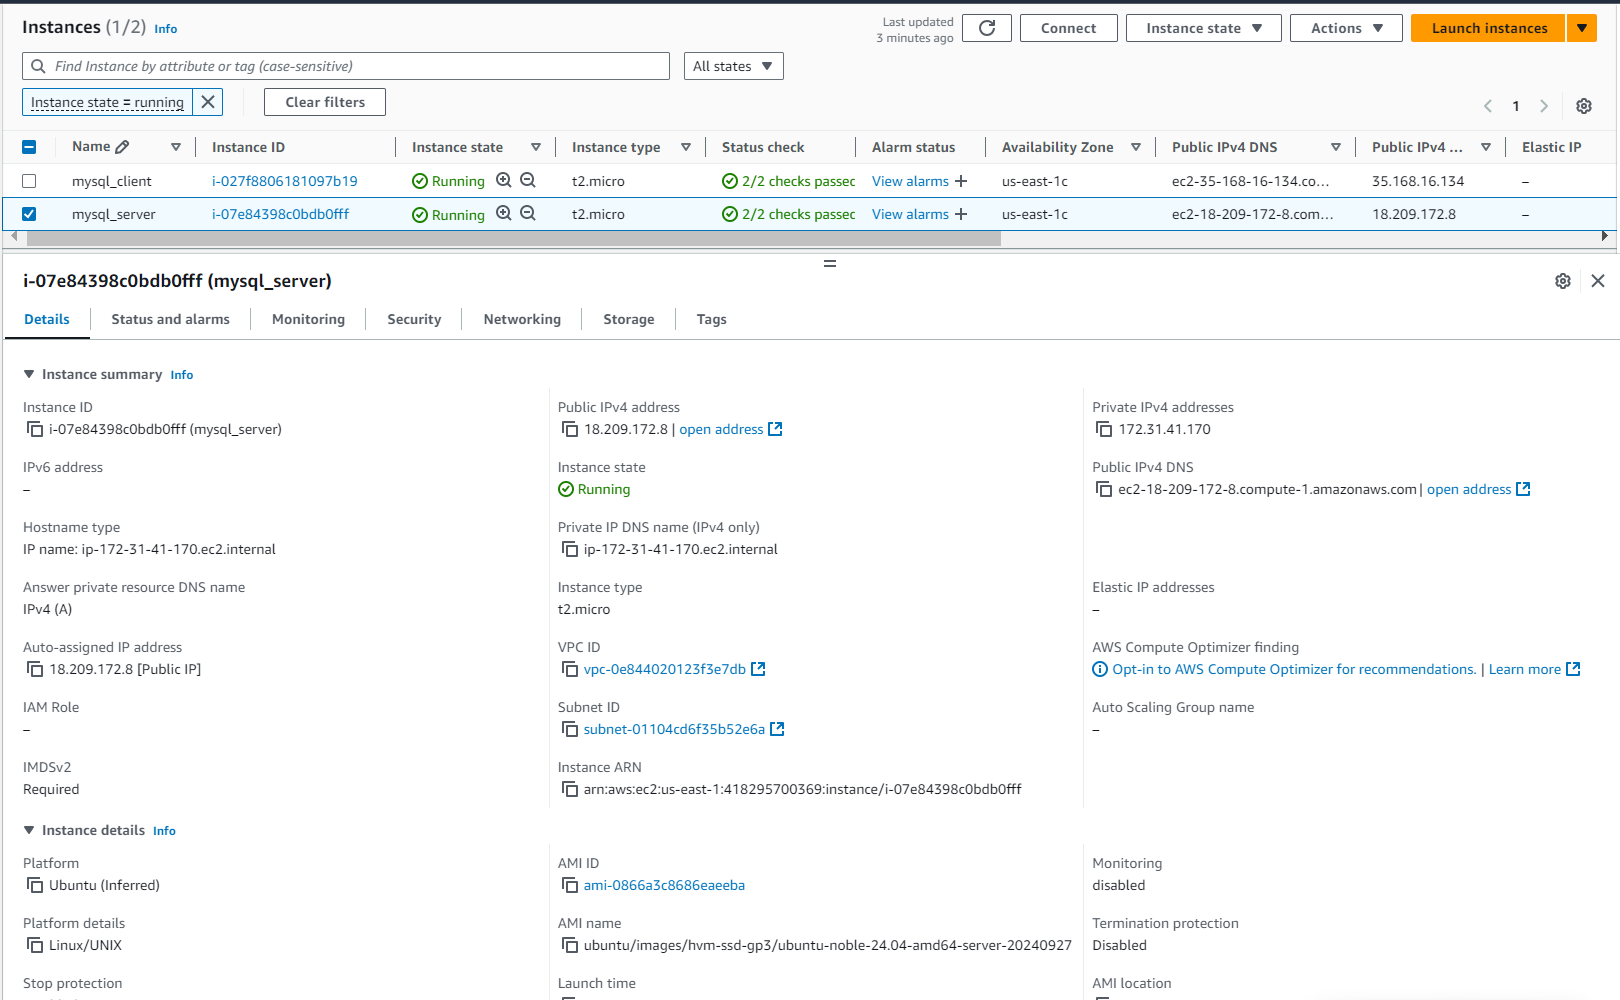 Instances (1/2) Info
Last updated
3 minutes ago
Connect
Instance state
Actions
Launch instances
Find Instance by attribute or tag (case-sensitive)
All states
Instance state = running
Clear filters
1
Name
Instance ID
Instance state
Instance type
Status check
Alarm status
Availability Zone
Public IPv4 DNS
Public IPv4 ...
Elastic IP
mysql_client
i-027f8806181097b19
Running
t2.micro
2/2 checks passec
View alarms
us-east-1c
ec2-35-168-16-134.co...
35.168.16.134
–
mysql_server
i-07e84398c0bdb0fff
Running
t2.micro
2/2 checks passec
View alarms
us-east-1c
ec2-18-209-172-8.com...
18.209.172.8
–
i-07e84398c0bdb0fff (mysql_server)
Details
Status and alarms
Monitoring
Security
Networking
Storage
Tags
Instance summary Info
Instance ID
i-07e84398c0bdb0fff (mysql_server)
Public IPv4 address
18.209.172.8 | open address
Private IPv4 addresses
172.31.41.170
IPv6 address
–
Instance state
Running
Public IPv4 DNS
ec2-18-209-172-8.compute-1.amazonaws.com | open address
Hostname type
IP name: ip-172-31-41-170.ec2.internal
Private IP DNS name (IPv4 only)
ip-172-31-41-170.ec2.internal
Answer private resource DNS name
IPv4 (A)
Instance type
t2.micro
Elastic IP addresses
–
Auto-assigned IP address
18.209.172.8 [Public IP]
VPC ID
vpc-0e844020123f3e7db
AWS Compute Optimizer finding
Opt-in to AWS Compute Optimizer for recommendations. | Learn more
IAM Role
–
Subnet ID
subnet-01104cd6f35b52e6a
Auto Scaling Group name
–
IMDSv2
Required
Instance ARN
arn:aws:ec2:us-east-1:418295700369:instance/i-07e84398c0bdb0fff
Instance details Info
Platform
Ubuntu (Inferred)
AMI ID
ami-0866a3c8686eaeeba
Monitoring
disabled
Platform details
Linux/UNIX
AMI name
ubuntu/images/hvm-ssd-gp3/ubuntu-noble-24.04-amd64-server-20240927
Termination protection
Disabled
Stop protection
Launch time
AMI location